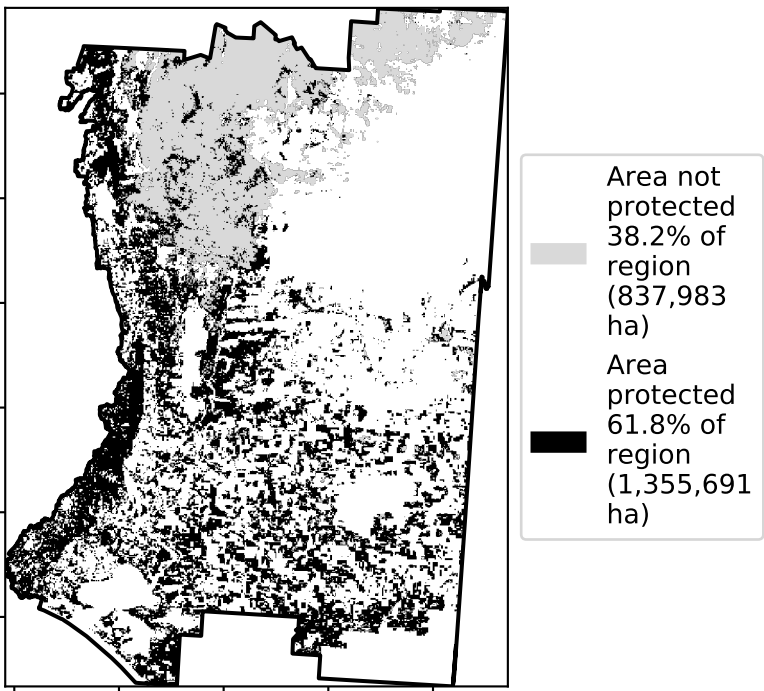 Area not
protected
38.2% of
region
(837,983
ha)
Area
protected
61.8% of
region
(1,355,691
ha)